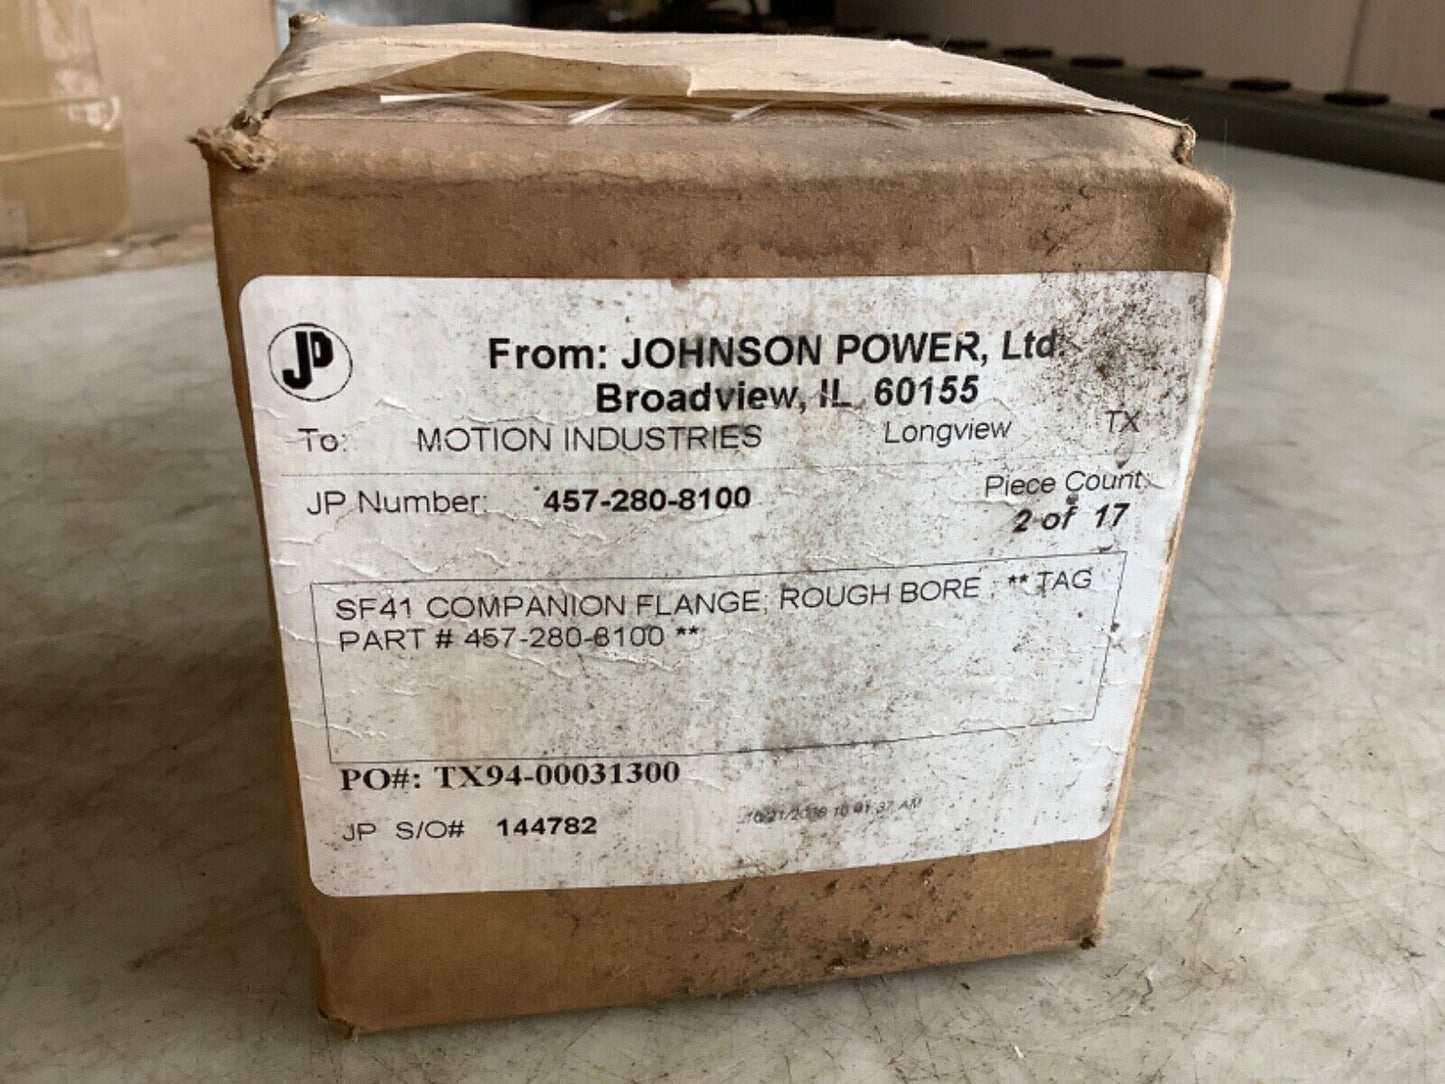 JP
From: JOHNSON POWER, Ltd.
Broadview, IL 60155
To: MOTION INDUSTRIES Longview TX
JP Number: 457-280-8100 Piece Count:
2 of 17
SF41 COMPANION FLANGE; ROUGH BORE ; ** TAG
PART # 457-280-8100 **
PO#: TX94-00031300
JP S/O# 144782 AM